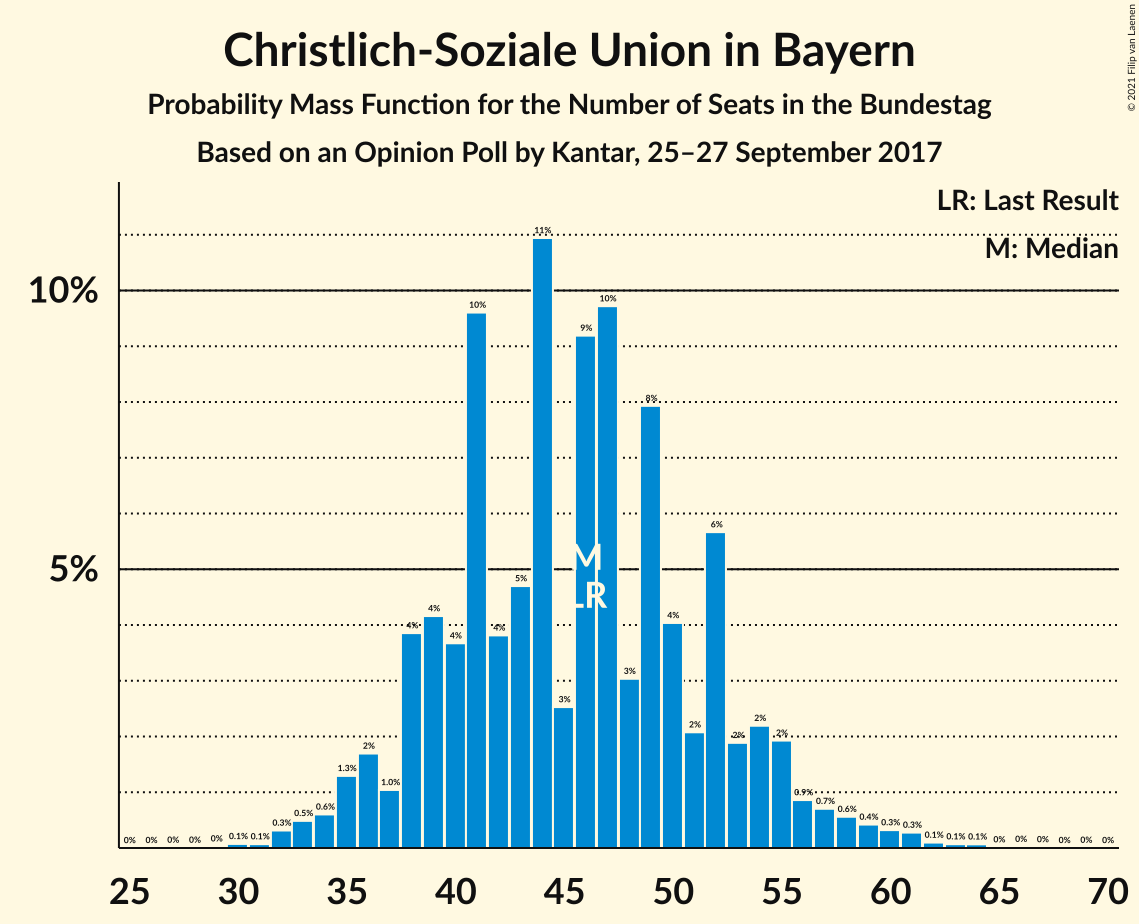 Christlich-Soziale Union in Bayern
Probability Mass Function for the Number of Seats in the Bundestag
Based on an Opinion Poll by Kantar, 25–27 September 2017
© 2021 Filip van Laenen
LR: Last Result
M: Median
10%
5%
0% 0% 0% 0% 0% 0.1% 0.1% 0.3% 0.5% 0.6% 1.3% 2% 1.0% 4% 4% 4% 10% 4% 5% 11% 3% 9% 10% 3% 8% 4% 2% 6% 2% 2% 2% 0.9% 0.7% 0.6% 0.4% 0.3% 0.3% 0.1% 0.1% 0.1% 0% 0% 0% 0% 0% 0%
M
LR
25 30 35 40 45 50 55 60 65 70